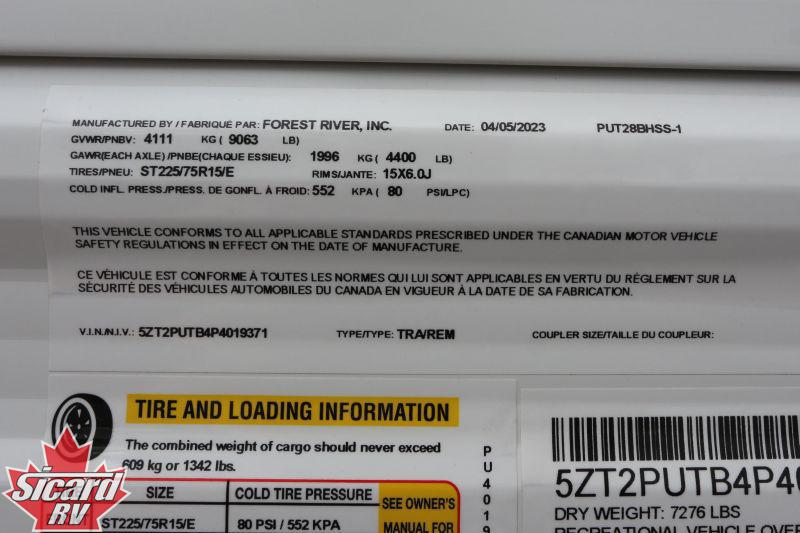 MANUFACTURED BY / FABRIQUÉ PAR: FOREST RIVER, INC. DATE: 04/05/2023 PUT28BHSS-1
GVWR/PNBV: 4111 KG ( 9063 LB)
GAWR(EACH AXLE) /PNBE(CHAQUE ESSIEU): 1996 KG ( 4400 LB)
TIRES/PNEU: ST225/75R15/E RIMS/JANTE: 15X6.0J
COLD INFL. PRESS./PRESS. DE GONFL. À FROID: 552 KPA ( 80 PSI/LPC)
THIS VEHICLE CONFORMS TO ALL APPLICABLE STANDARDS PRESCRIBED UNDER THE CANADIAN MOTOR VEHICLE
SAFETY REGULATIONS IN EFFECT ON THE DATE OF MANUFACTURE.
CE VÉHICULE EST CONFORME À TOUTES LES NORMES QUI LUI SONT APPLICABLES EN VERTU DU RÈGLEMENT SUR LA
SÉCURITÉ DES VÉHICULES AUTOMOBILES DU CANADA EN VIGUEUR À LA DATE DE SA FABRICATION.
V.I.N./N.I.V.: 5ZT2PUTB4P4019371 TYPE/TYPE: TRA/REM COUPLER SIZE/TAILLE DU COUPLEUR:
TIRE AND LOADING INFORMATION
The combined weight of cargo should never exceed
609 kg or 1342 lbs.
SIZE COLD TIRE PRESSURE SEE OWNER'S
MANUAL FOR
ST225/75R15/E 80 PSI / 552 KPA
PU4019
5ZT2PUTB4P40
DRY WEIGHT: 7276 LBS
RECREATIONAL VEHICLE OVER
Sicard
RV